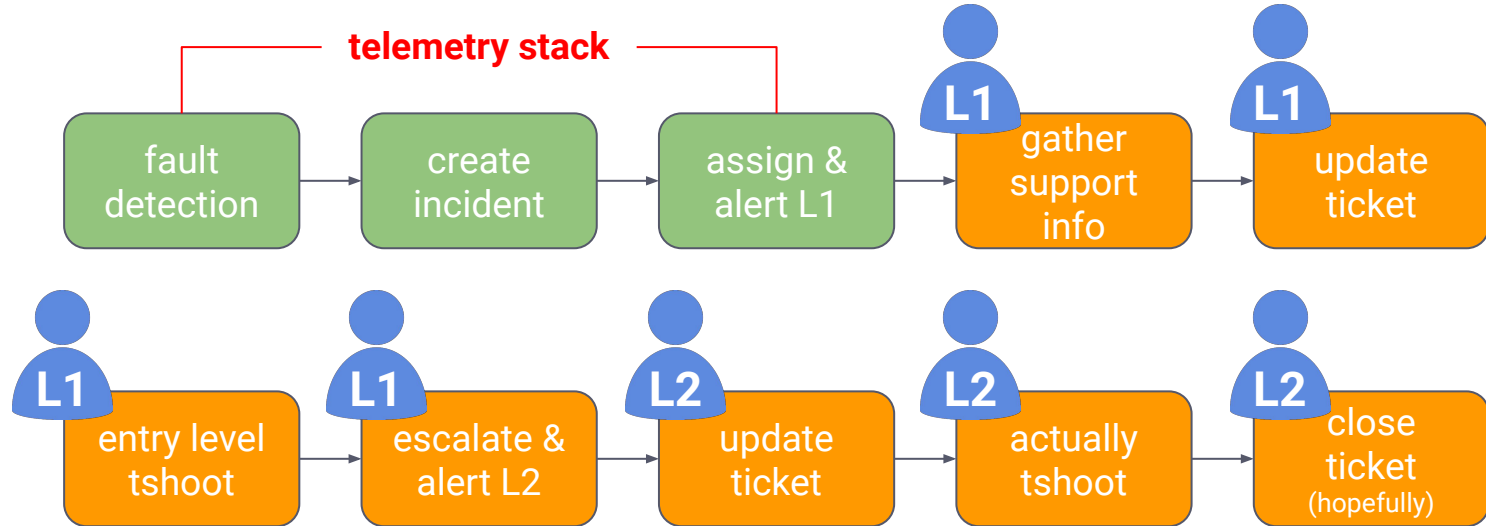 telemetry stack
L1
L1
fault
detection
create
incident
assign &
alert L1
gather
support
info
update
ticket
L1
L1
L2
L2
L2
entry level
tshoot
escalate &
alert L2
update
ticket
actually
tshoot
close
ticket
(hopefully)